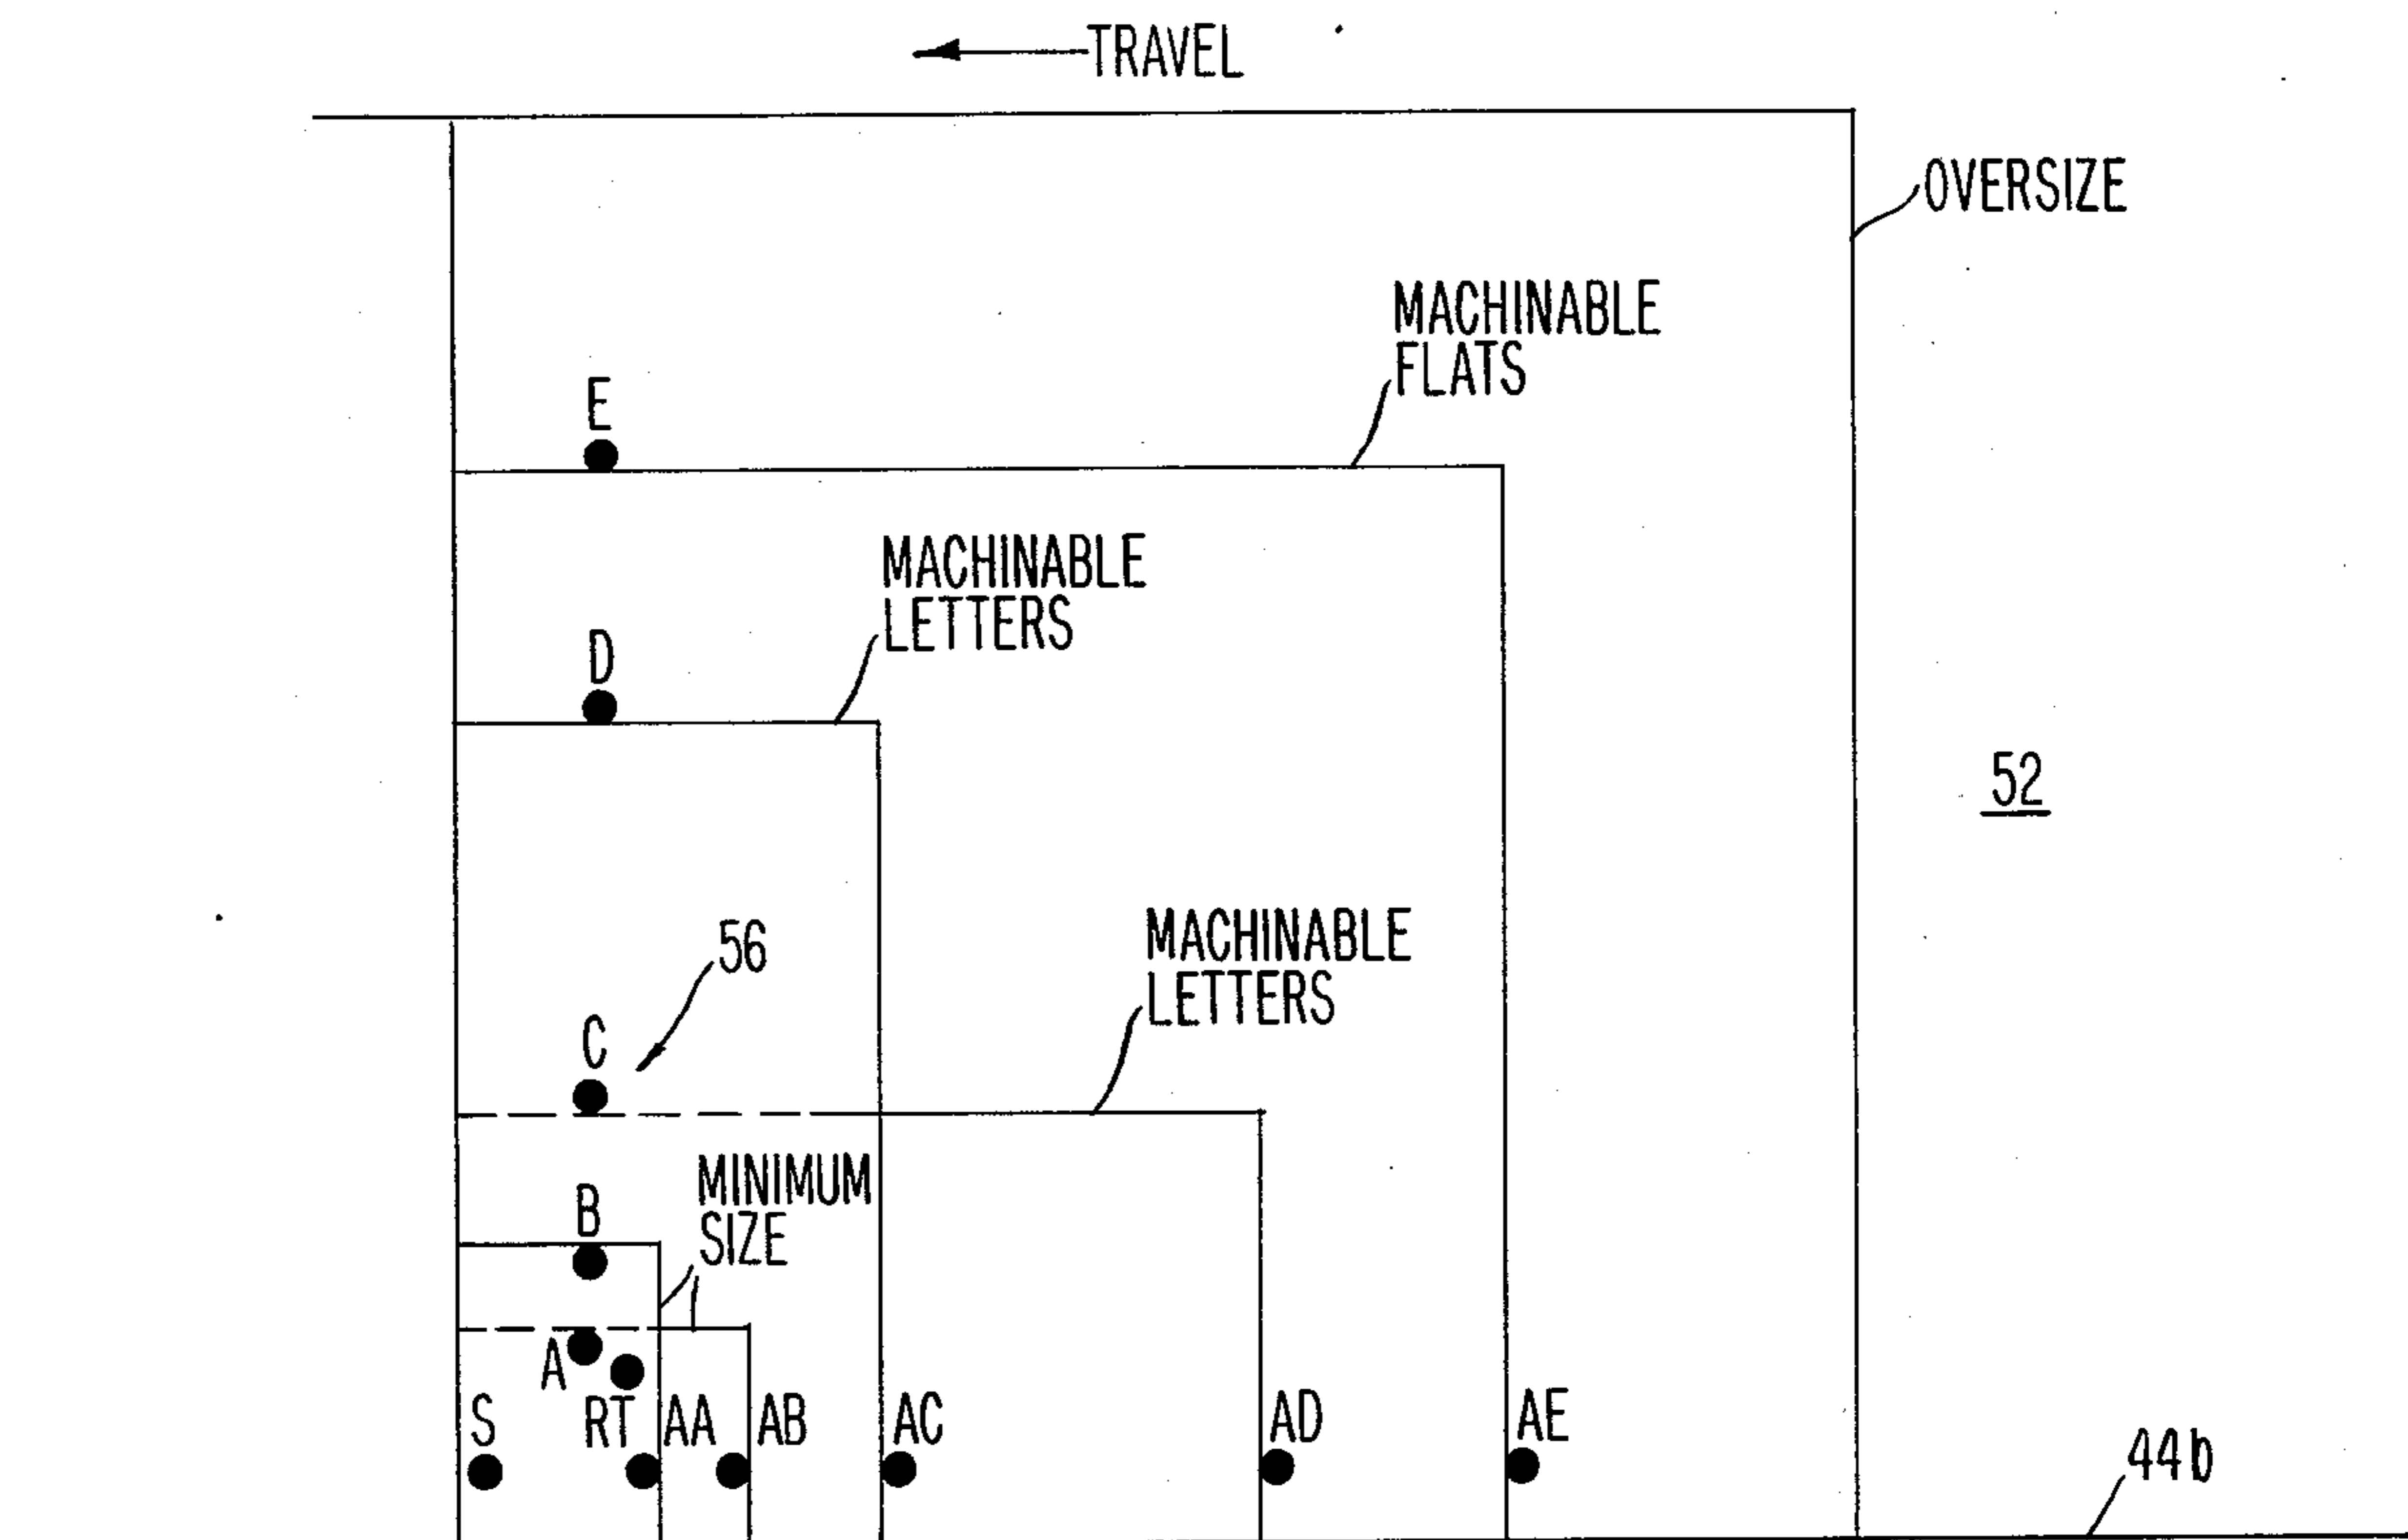 TRAVEL
OVERSIZE
MACHINABLE
FLATS
E
MACHINABLE
LETTERS
D
52
MACHINABLE
LETTERS
56
C
MINIMUM
SIZE
B
A
S
RT
AA
AB
AC
AD
AE
44b